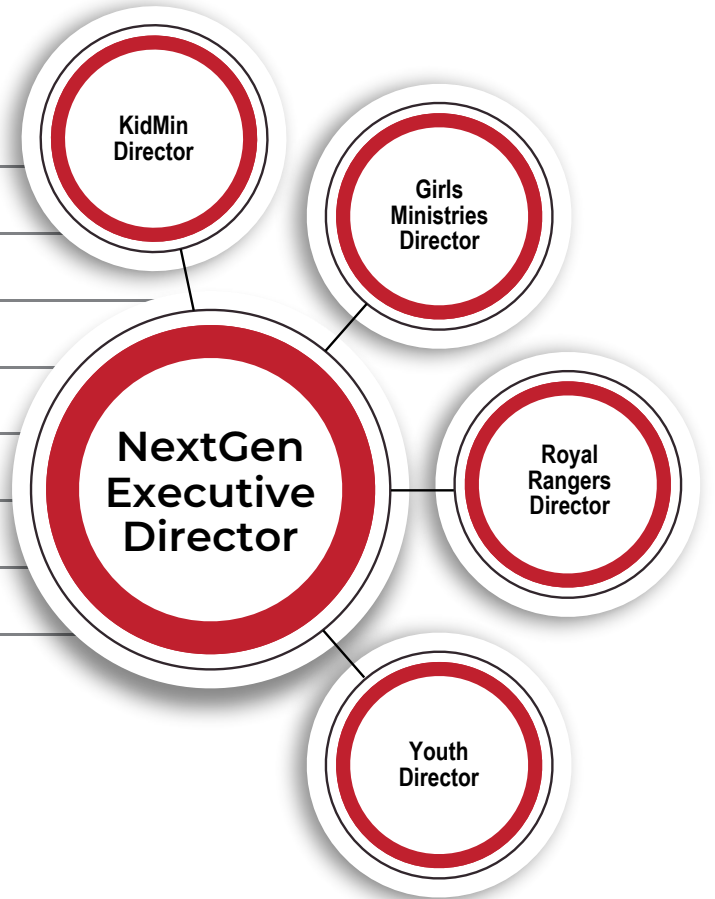 KidMin
Director
Girls
Ministries
Director
NextGen
Executive
Director
Royal
Rangers
Director
Youth
Director